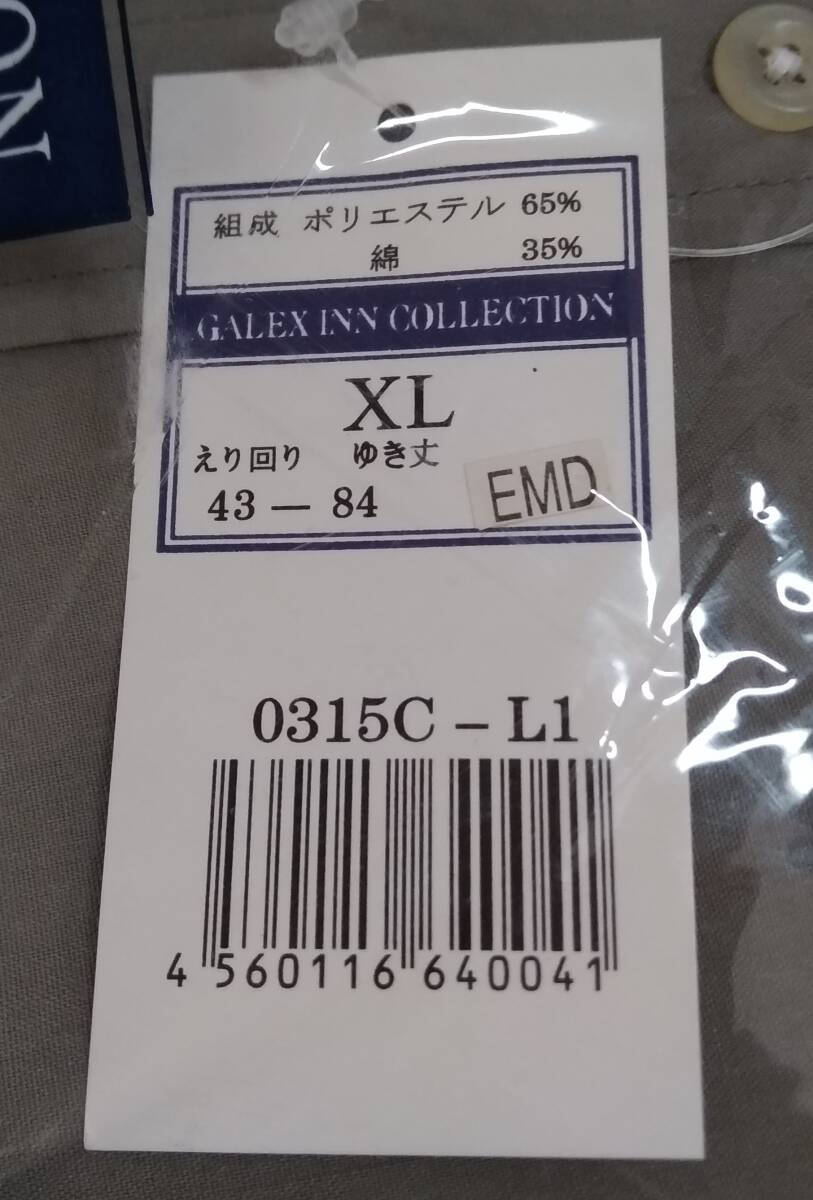 ON
組成 ポリエステル 65%
綿 35%
GALEX INN COLLECTION
XL
えり回り ゆき丈
43 — 84
EMD
0315C – L1
4 560116 640041